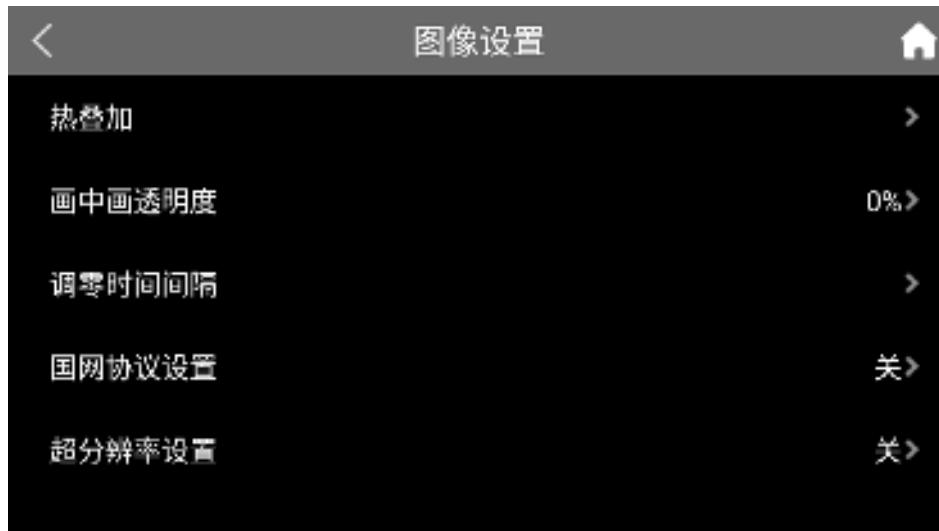 图像设置
热叠加
画中画透明度 0%
调零时间间隔
国网协议设置 关
超分辨率设置 关